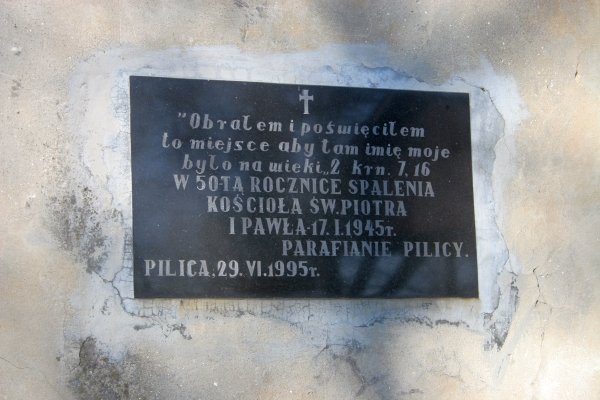 "Obrałem i poświęciłem
to miejsce aby tam imię moje
było na wieki„ 2 krn. 7,16
W 50-TĄ ROCZNICE SPALENIA
KOŚCIOŁA ŚW. PIOTRA
I PAWŁA-17.I.1945r.
PARAFIANIE PILICY.
PILICA, 29.VI.1995r.